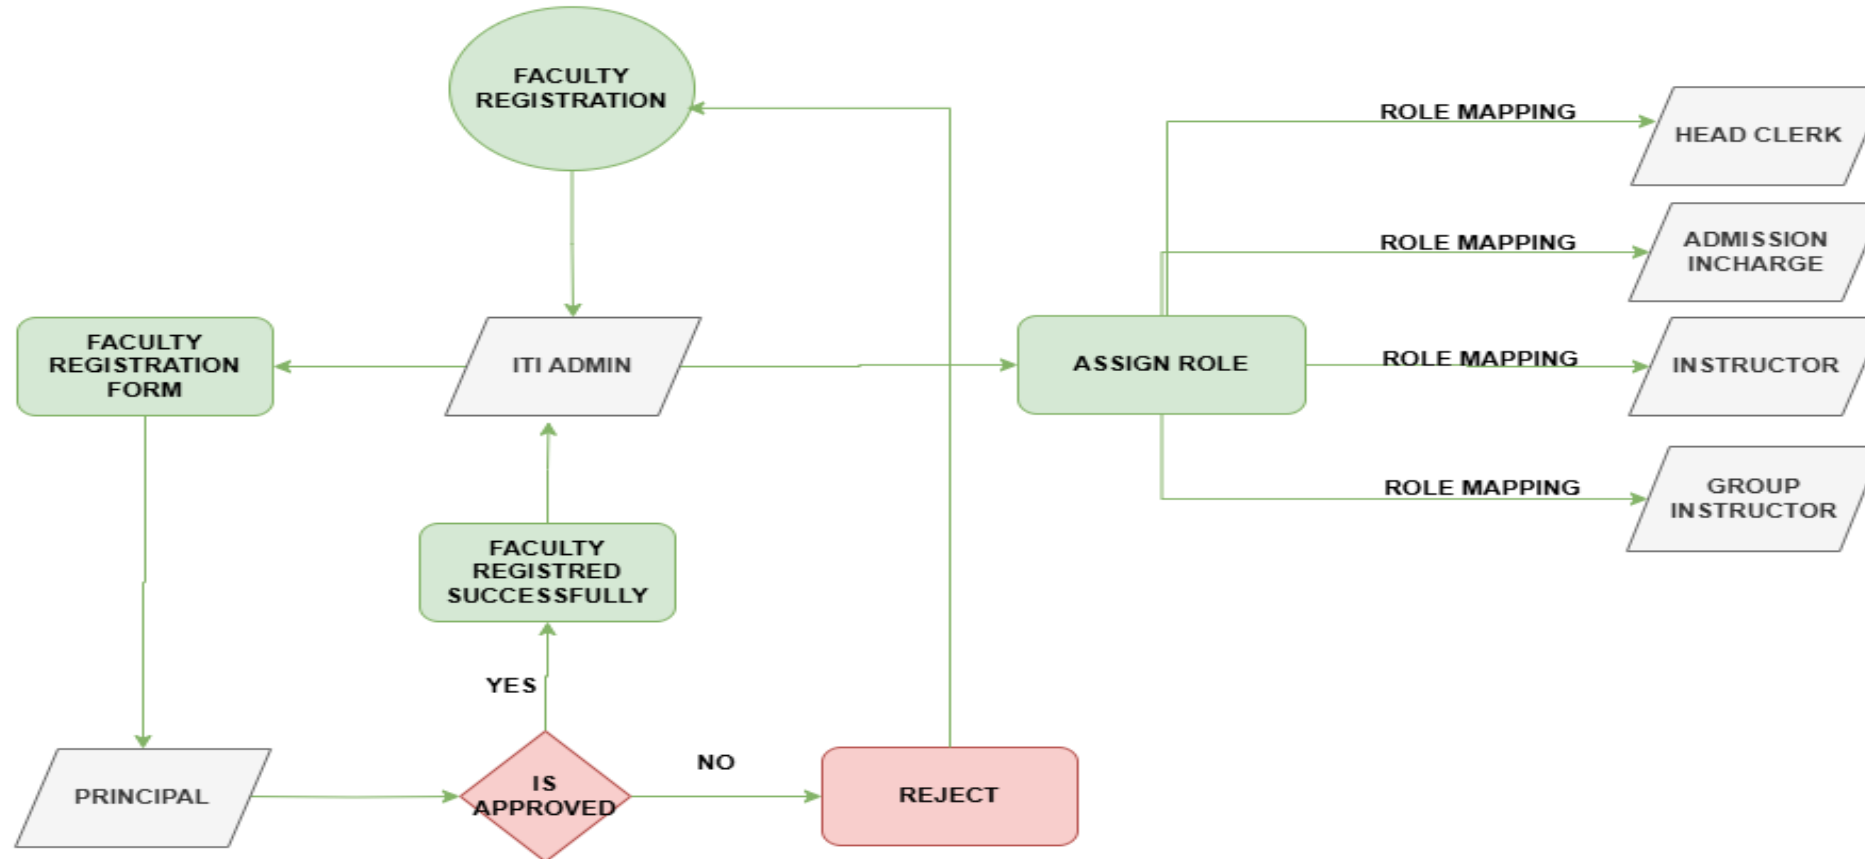 FACULTY
REGISTRATION
ROLE MAPPING
HEAD CLERK
ROLE MAPPING
ADMISSION
INCHARGE
FACULTY
REGISTRATION
FORM
ITI ADMIN
ASSIGN ROLE
ROLE MAPPING
INSTRUCTOR
ROLE MAPPING
GROUP
INSTRUCTOR
FACULTY
REGISTRED
SUCCESSFULLY
YES
NO
PRINCIPAL
IS
APPROVED
REJECT